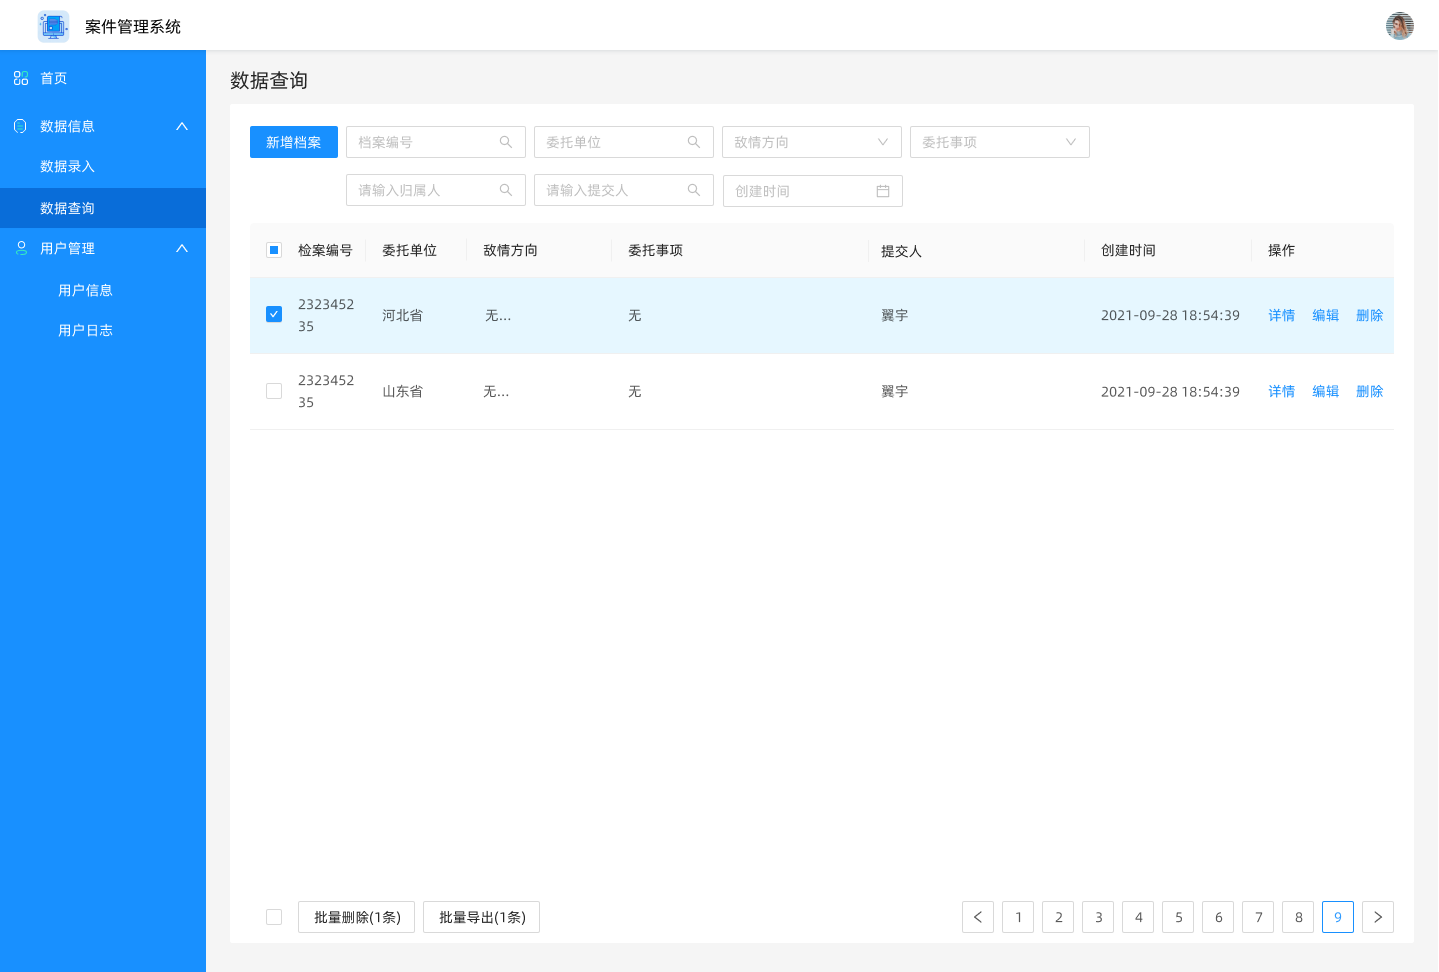 案件管理系统
首页
数据信息
数据录入
数据查询
用户管理
用户信息
用户日志
数据查询
新增档案 档案编号 委托单位 敌情方向 委托事项
请输入归属人 请输入提交人 创建时间
检案编号 委托单位 敌情方向 委托事项 提交人 创建时间 操作
2323452
35 河北省 无... 无 翼宇 2021-09-28 18:54:39 详情 编辑 删除
2323452
35 山东省 无... 无 翼宇 2021-09-28 18:54:39 详情 编辑 删除
批量删除(1条) 批量导出(1条) 1 2 3 4 5 6 7 8 9